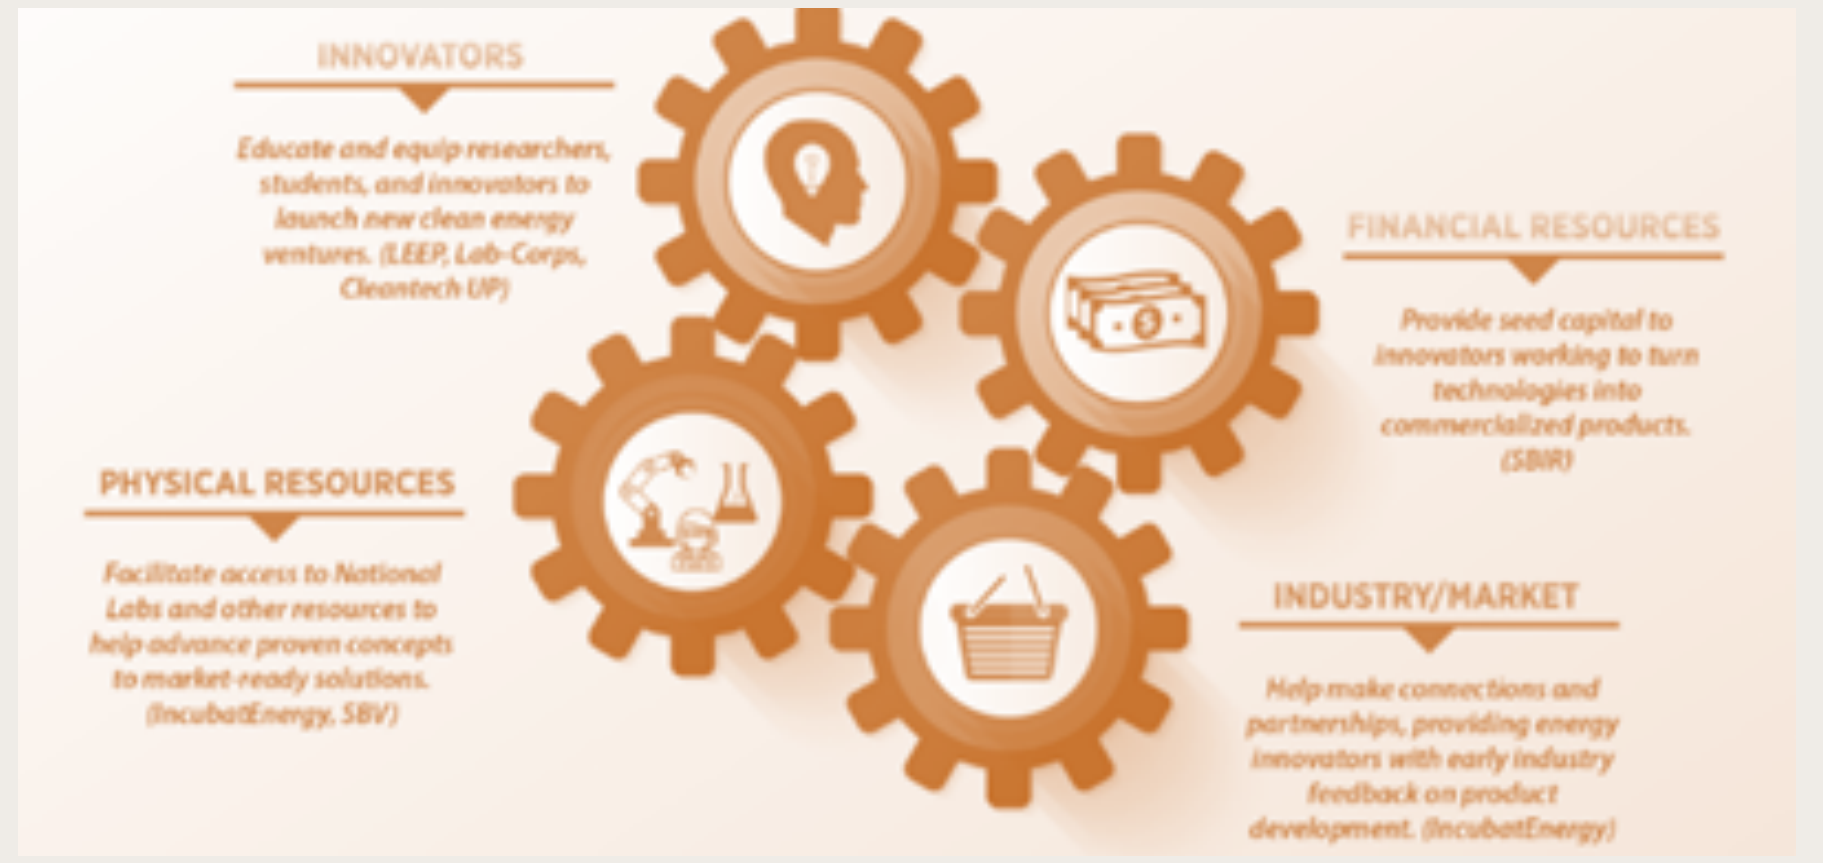 INNOVATORS
Educate and equip researchers,
students, and innovators to
launch new clean energy
ventures. (LEEP, Lab-Corps,
Cleantech UP)
FINANCIAL RESOURCES
Provide seed capital to
innovators working to turn
technologies into
commercialized products.
(SBIR)
PHYSICAL RESOURCES
Facilitate access to National
Labs and other resources to
help advance proven concepts
to market-ready solutions.
(IncubatEnergy, SBV)
INDUSTRY/MARKET
Help make connections and
partnerships, providing energy
innovators with early industry
feedback on product
development. (IncubatEnergy)